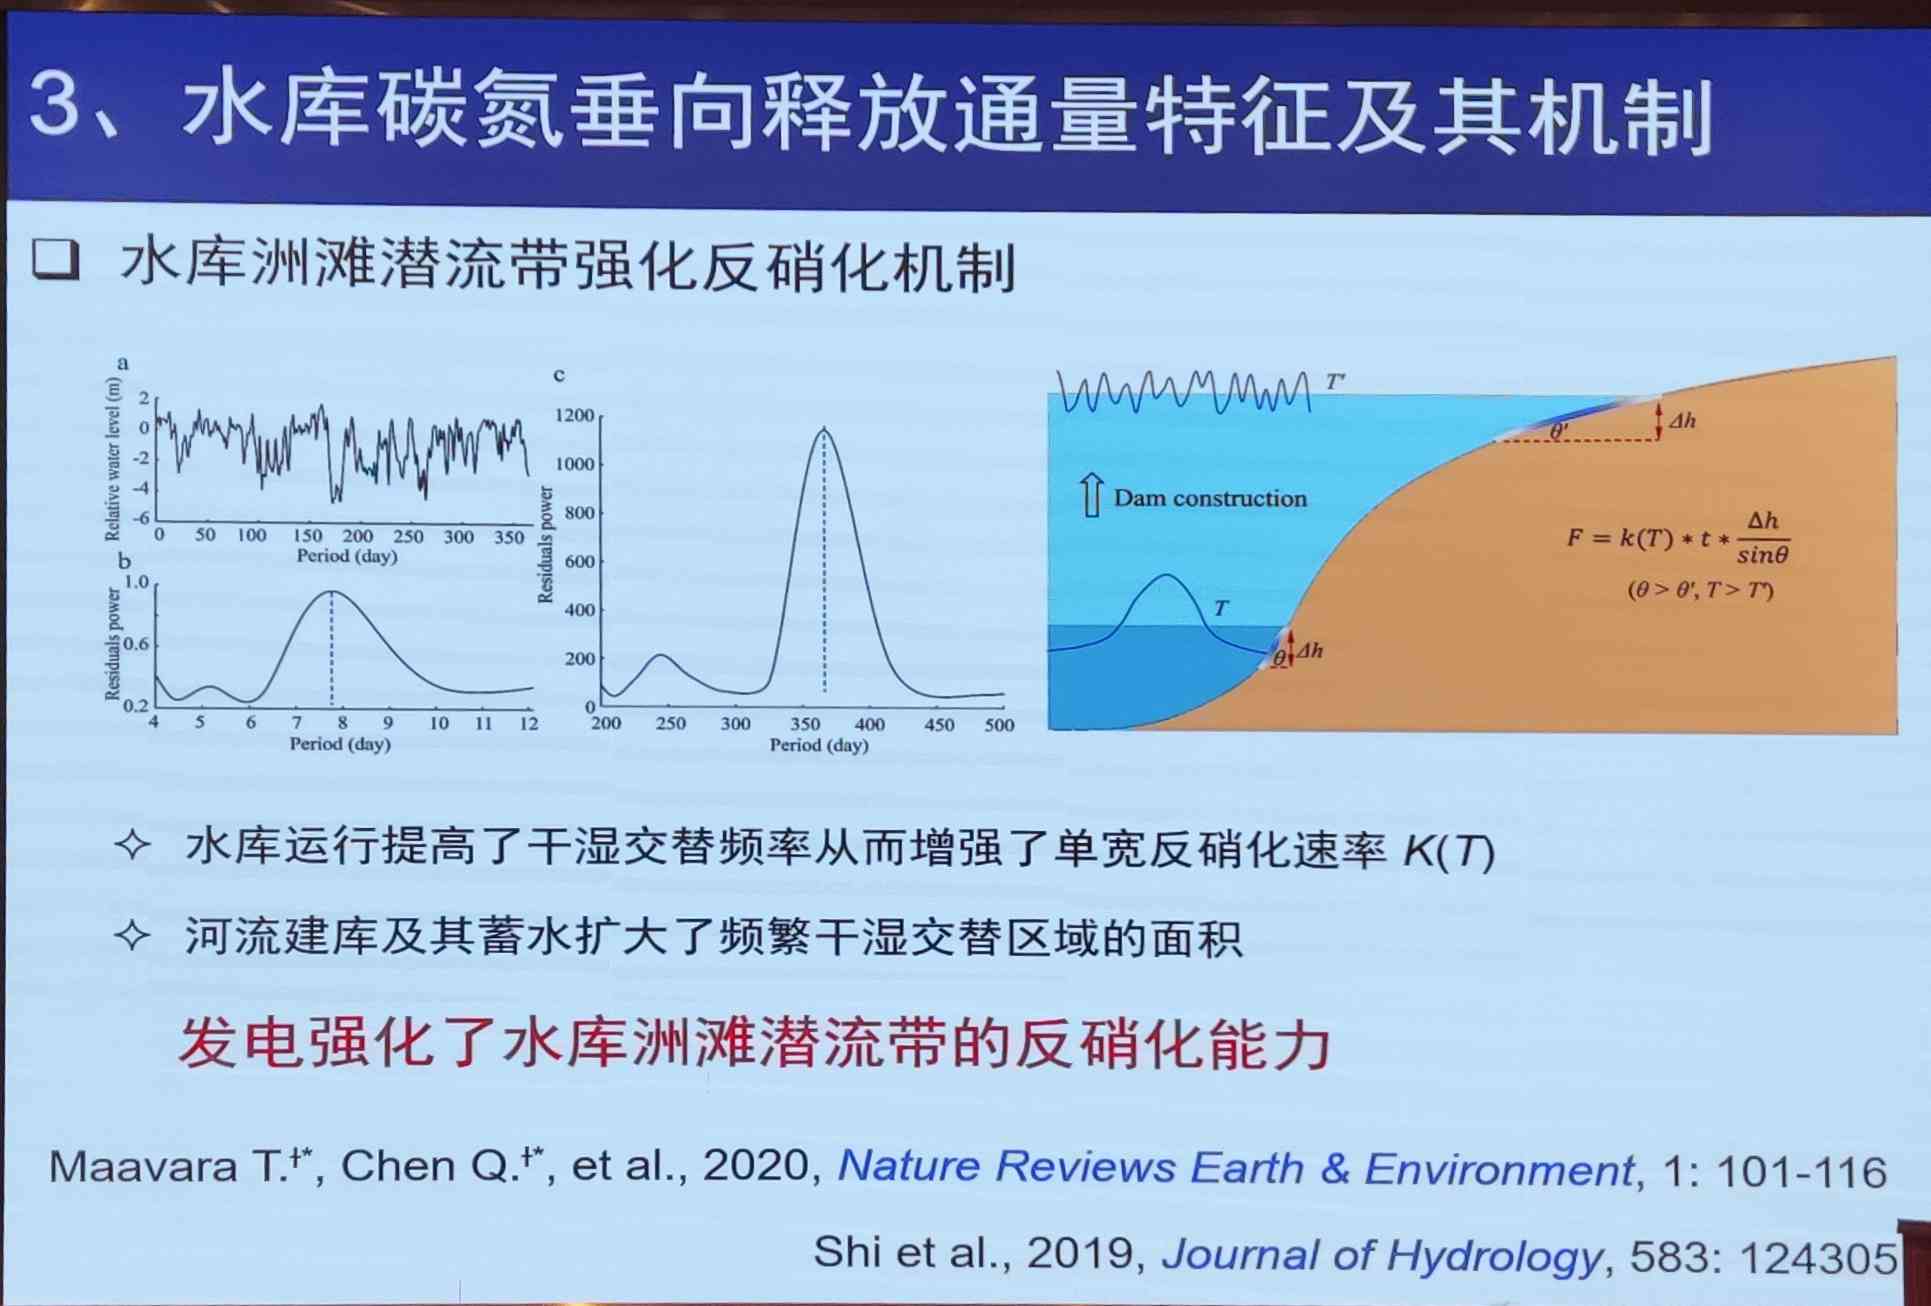 3、水库碳氮垂向释放通量特征及其机制
❑ 水库洲滩潜流带强化反硝化机制
a
Relative water level (m)
2
0
-2
-4
-6
0 50 100 150 200 250 300 350
Period (day)
b
Residuals power
1.0
0.6
0.2
4 5 6 7 8 9 10 11 12
Period (day)
c
Residuals power
1200
1000
800
600
400
200
0
200 250 300 350 400 450 500
Period (day)
T'
θ'
Δh
Dam construction
T
θ
Δh
F = k(T) * t * Δh / sinθ
(θ > θ', T > T')
✧ 水库运行提高了干湿交替频率从而增强了单宽反硝化速率 K(T)
✧ 河流建库及其蓄水扩大了频繁干湿交替区域的面积
发电强化了水库洲滩潜流带的反硝化能力
Maavara T.†*, Chen Q.†*, et al., 2020, Nature Reviews Earth & Environment, 1: 101-116
Shi et al., 2019, Journal of Hydrology, 583: 124305